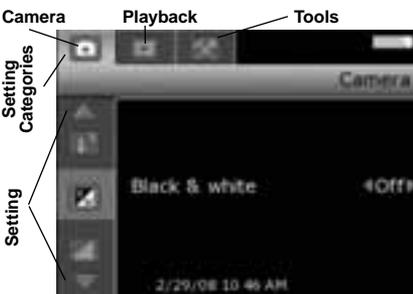 Camera
Playback
Tools
Setting
Categories
Camera
Setting
Black & white
Off
2/29/08 10 46 AM